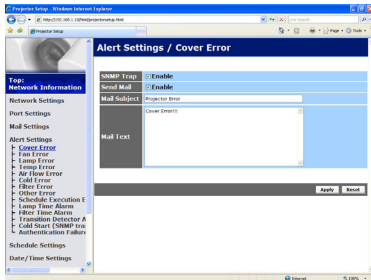 Projector Setup - Windows Internet Explorer
Live Search
Projector Setup
Page
Tools
Alert Settings / Cover Error
Top:
Network Information
Network Settings
Port Settings
Mail Settings
Alert Settings
Cover Error
Fan Error
Lamp Error
Temp Error
Air Flow Error
Cold Error
Filter Error
Other Error
Schedule Execution E
Lamp Time Alarm
Filter Time Alarm
Transition Detector A
Cold Start (SNMP tra
Authentication Failure
Schedule Settings
Date/Time Settings
SNMP Trap Enable
Send Mail Enable
Mail Subject Projector Error
Mail Text Cover Error!!!
Apply Reset
Internet 100%